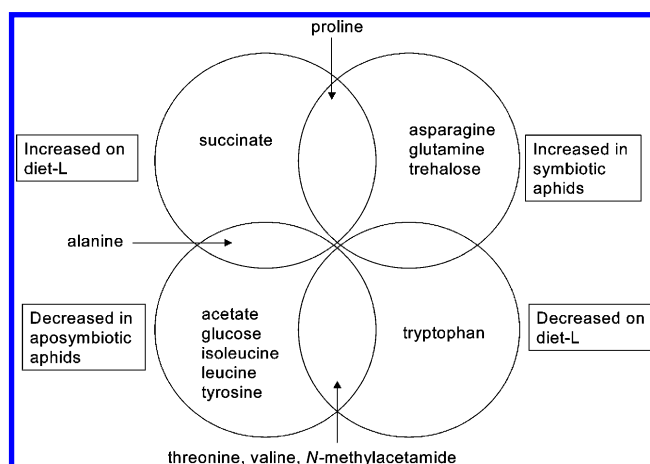 proline
Increased on
diet-L
succinate
asparagine
glutamine
trehalose
Increased in
symbiotic
aphids
alanine
Decreased in
aposymbiotic
aphids
acetate
glucose
isoleucine
leucine
tyrosine
tryptophan
Decreased on
diet-L
threonine, valine, N-methylacetamide